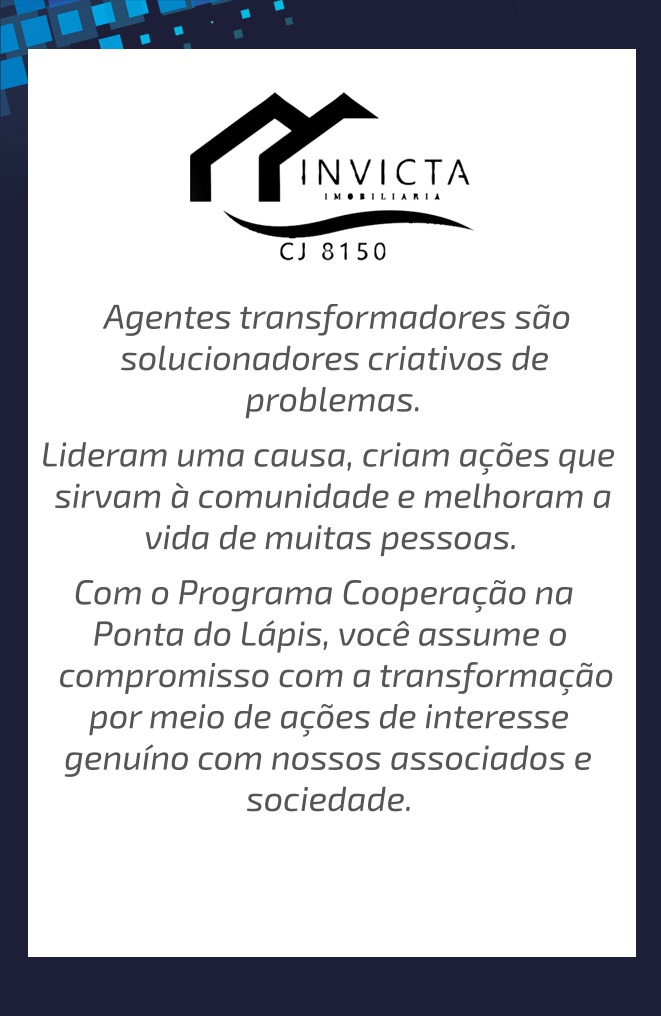 INVICTA
IMOBILIARIA
CJ 8150
Agentes transformadores são
solucionadores criativos de
problemas.
Lideram uma causa, criam ações que
sirvam à comunidade e melhoram a
vida de muitas pessoas.
Com o Programa Cooperação na
Ponta do Lápis, você assume o
compromisso com a transformação
por meio de ações de interesse
genuíno com nossos associados e
sociedade.